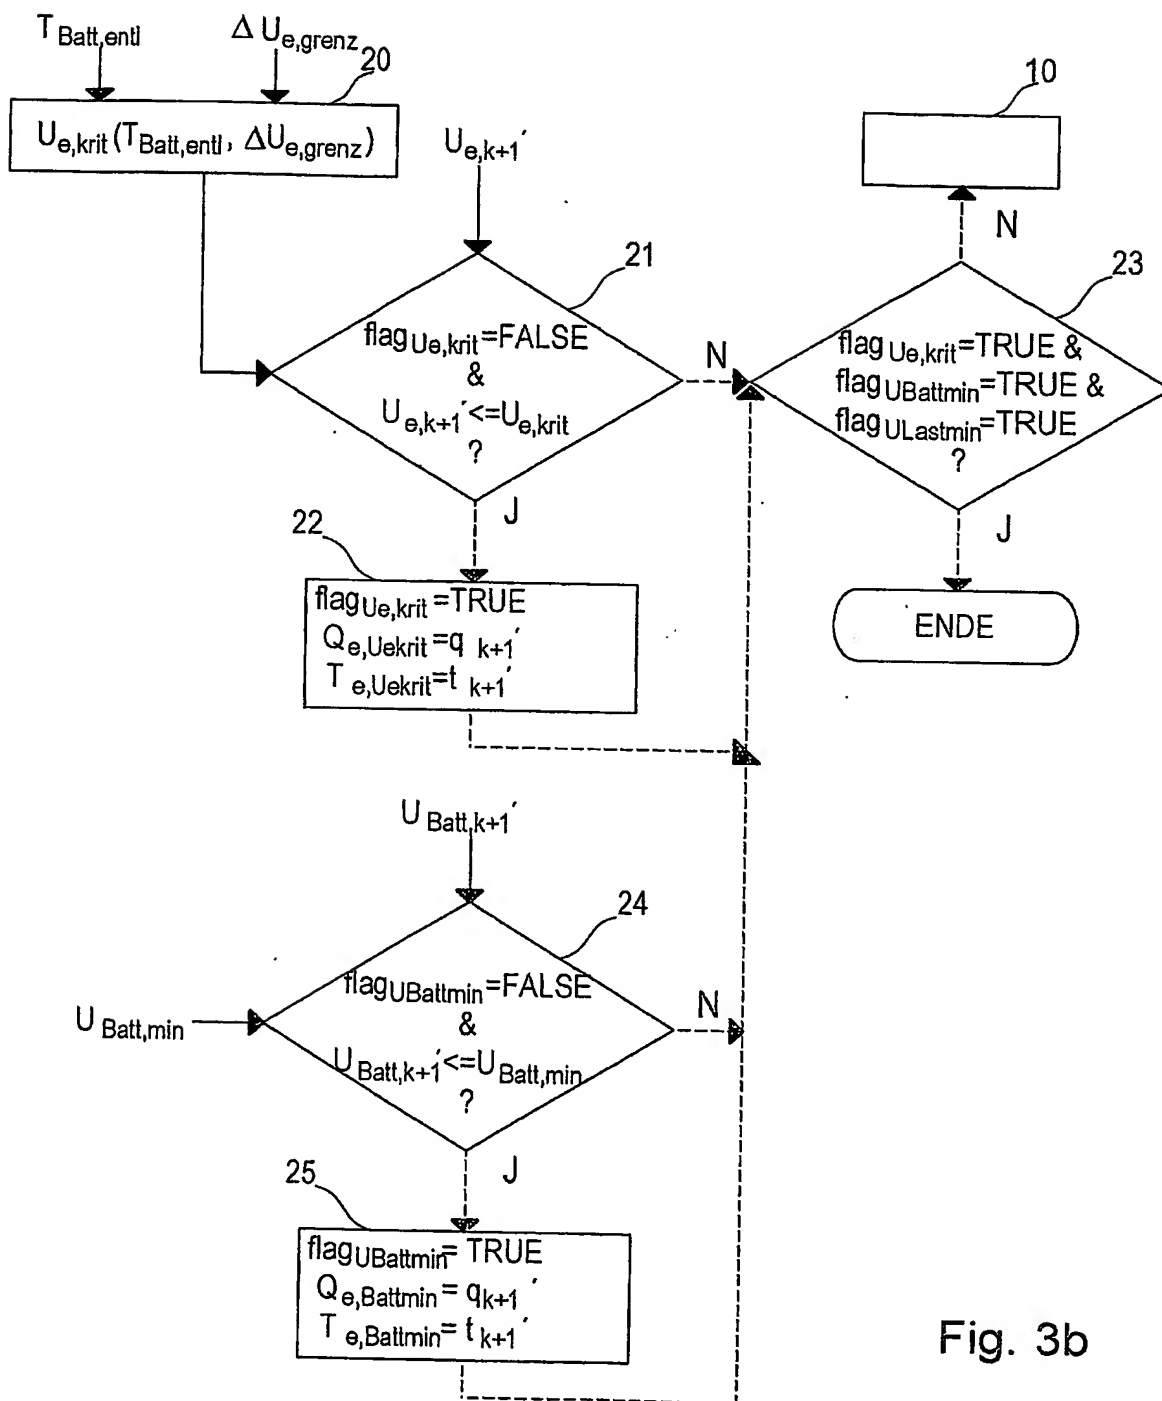 T Batt,entl
Δ U e,grenz
20
U e,krit (T Batt,entl, ΔU e,grenz)
10
U e,k+1′
N
21
flag Ue,krit=FALSE
&
U e,k+1′<=U e,krit
?
N
23
flag Ue,krit=TRUE &
flag UBattmin=TRUE &
flag ULastmin=TRUE
?
J
J
22
flag Ue,krit=TRUE
Q e,Uekrit=q k+1′
T e,Uekrit=t k+1′
ENDE
U Batt,k+1′
24
flag UBattmin=FALSE
&
U Batt,k+1′<=U Batt,min
?
U Batt,min
N
J
25
flag UBattmin= TRUE
Q e,Battmin= q k+1′
T e,Battmin= t k+1′
Fig. 3b